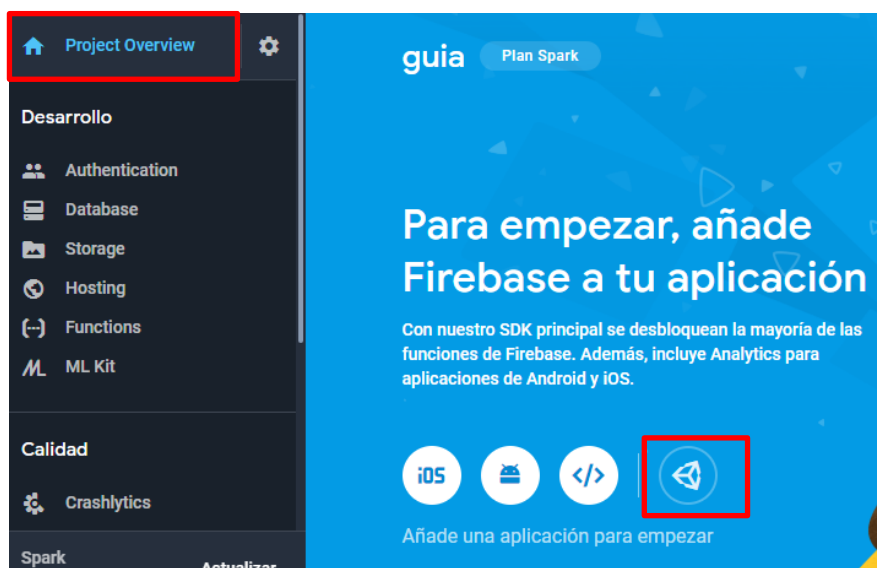 Project Overview
Desarrollo
Authentication
Database
Storage
Hosting
Functions
ML Kit
Calidad
Crashlytics
Spark
Actualizar
guia
Plan Spark
Para empezar, añade
Firebase a tu aplicación
Con nuestro SDK principal se desbloquean la mayoría de las
funciones de Firebase. Además, incluye Analytics para
aplicaciones de Android y iOS.
iOS
Añade una aplicación para empezar